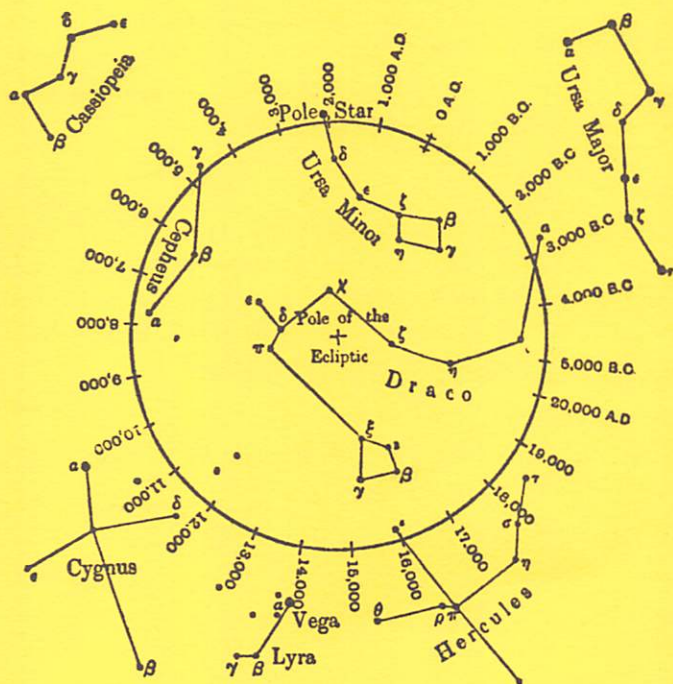 δ ε
γ
α
β
Cassiopeia
α β
γ
δ
ε
ζ
η
Ursa Major
Pole Star
2,000
1,000 A.D.
0 A.D.
1,000 B.C.
2,000 B.C
3,000 B.C
4,000 B.C
5,000 B.C.
20,000 A.D
19,000
18,000
17,000
16,000
15,000
14,000
13,000
12,000
11,000
10,000
9,000
8,000
7,000
6,000
5,000
4,000
3,000
δ
ε ζ β
η γ
Ursa Minor
γ
β
α
Cepheus
α
ε δ χ
Pole of the
Ecliptic
π
ζ
η
Draco
ξ
γ β
α
δ
ε
Cygnus
β
α
Vega
γ β Lyra
ε
τ
σ
η
θ ρ π
Hercules